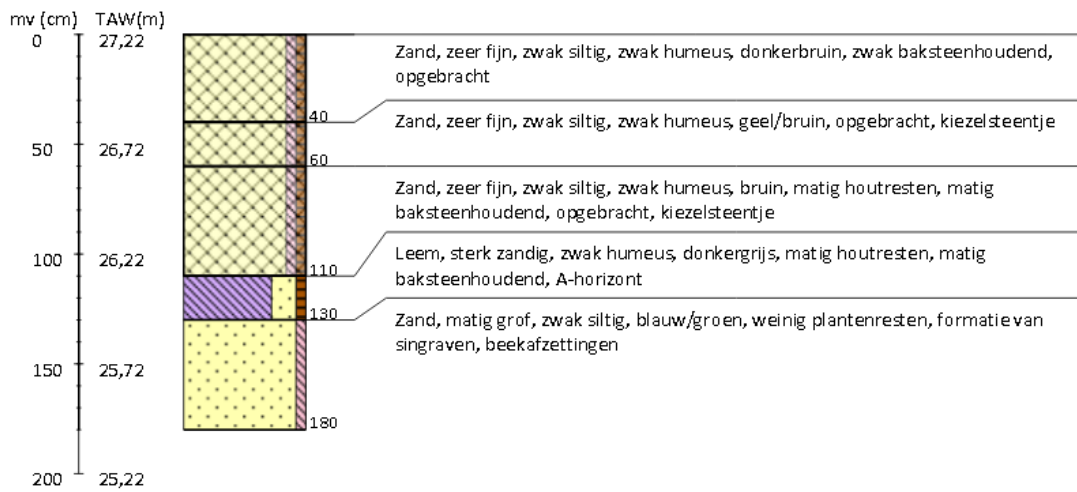 mv (cm) TAW(m)
0 27,22
Zand, zeer fijn, zwak siltig, zwak humeus, donkerbruin, zwak baksteenhoudend,
opgebracht
40
Zand, zeer fijn, zwak siltig, zwak humeus, geel/bruin, opgebracht, kiezelsteentje
50 26,72
60
Zand, zeer fijn, zwak siltig, zwak humeus, bruin, matig houtresten, matig
baksteenhoudend, opgebracht, kiezelsteentje
100 26,22
110
Leem, sterk zandig, zwak humeus, donkergrijs, matig houtresten, matig
baksteenhoudend, A-horizont
130
Zand, matig grof, zwak siltig, blauw/groen, weinig plantenresten, formatie van
singraven, beekafzettingen
150 25,72
180
200 25,22